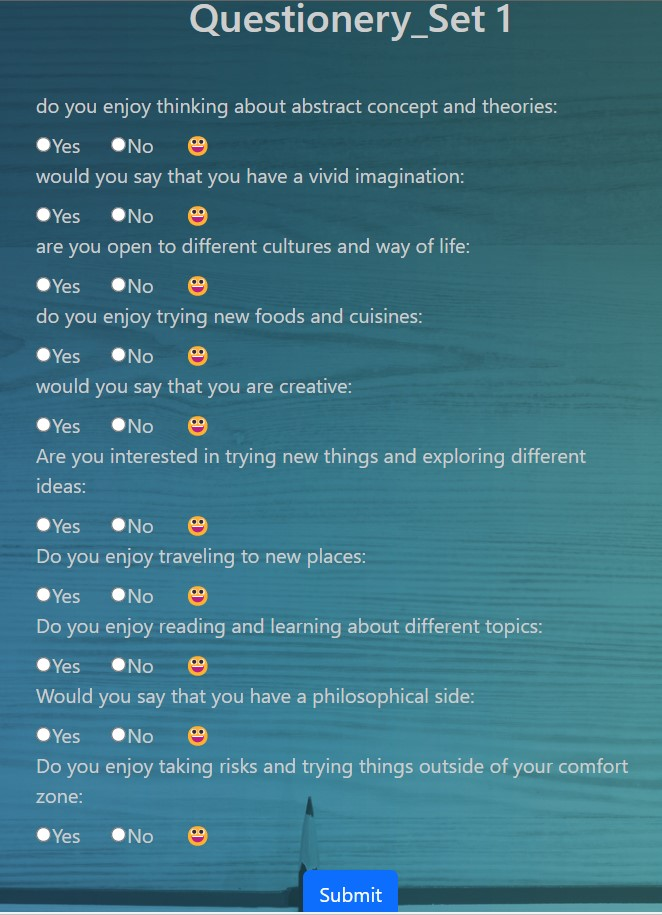 Questionery_Set 1
do you enjoy thinking about abstract concept and theories:
Yes No
would you say that you have a vivid imagination:
Yes No
are you open to different cultures and way of life:
Yes No
do you enjoy trying new foods and cuisines:
Yes No
would you say that you are creative:
Yes No
Are you interested in trying new things and exploring different
ideas:
Yes No
Do you enjoy traveling to new places:
Yes No
Do you enjoy reading and learning about different topics:
Yes No
Would you say that you have a philosophical side:
Yes No
Do you enjoy taking risks and trying things outside of your comfort
zone:
Yes No
Submit